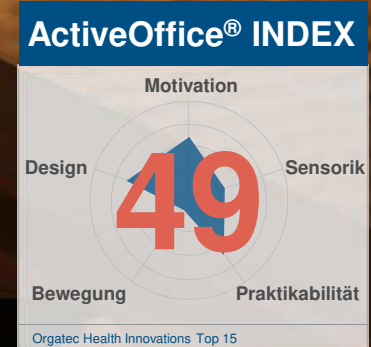 ActiveOffice® INDEX
Motivation
Design
Sensorik
49
Bewegung
Praktikabilität
Orgatec Health Innovations Top 15